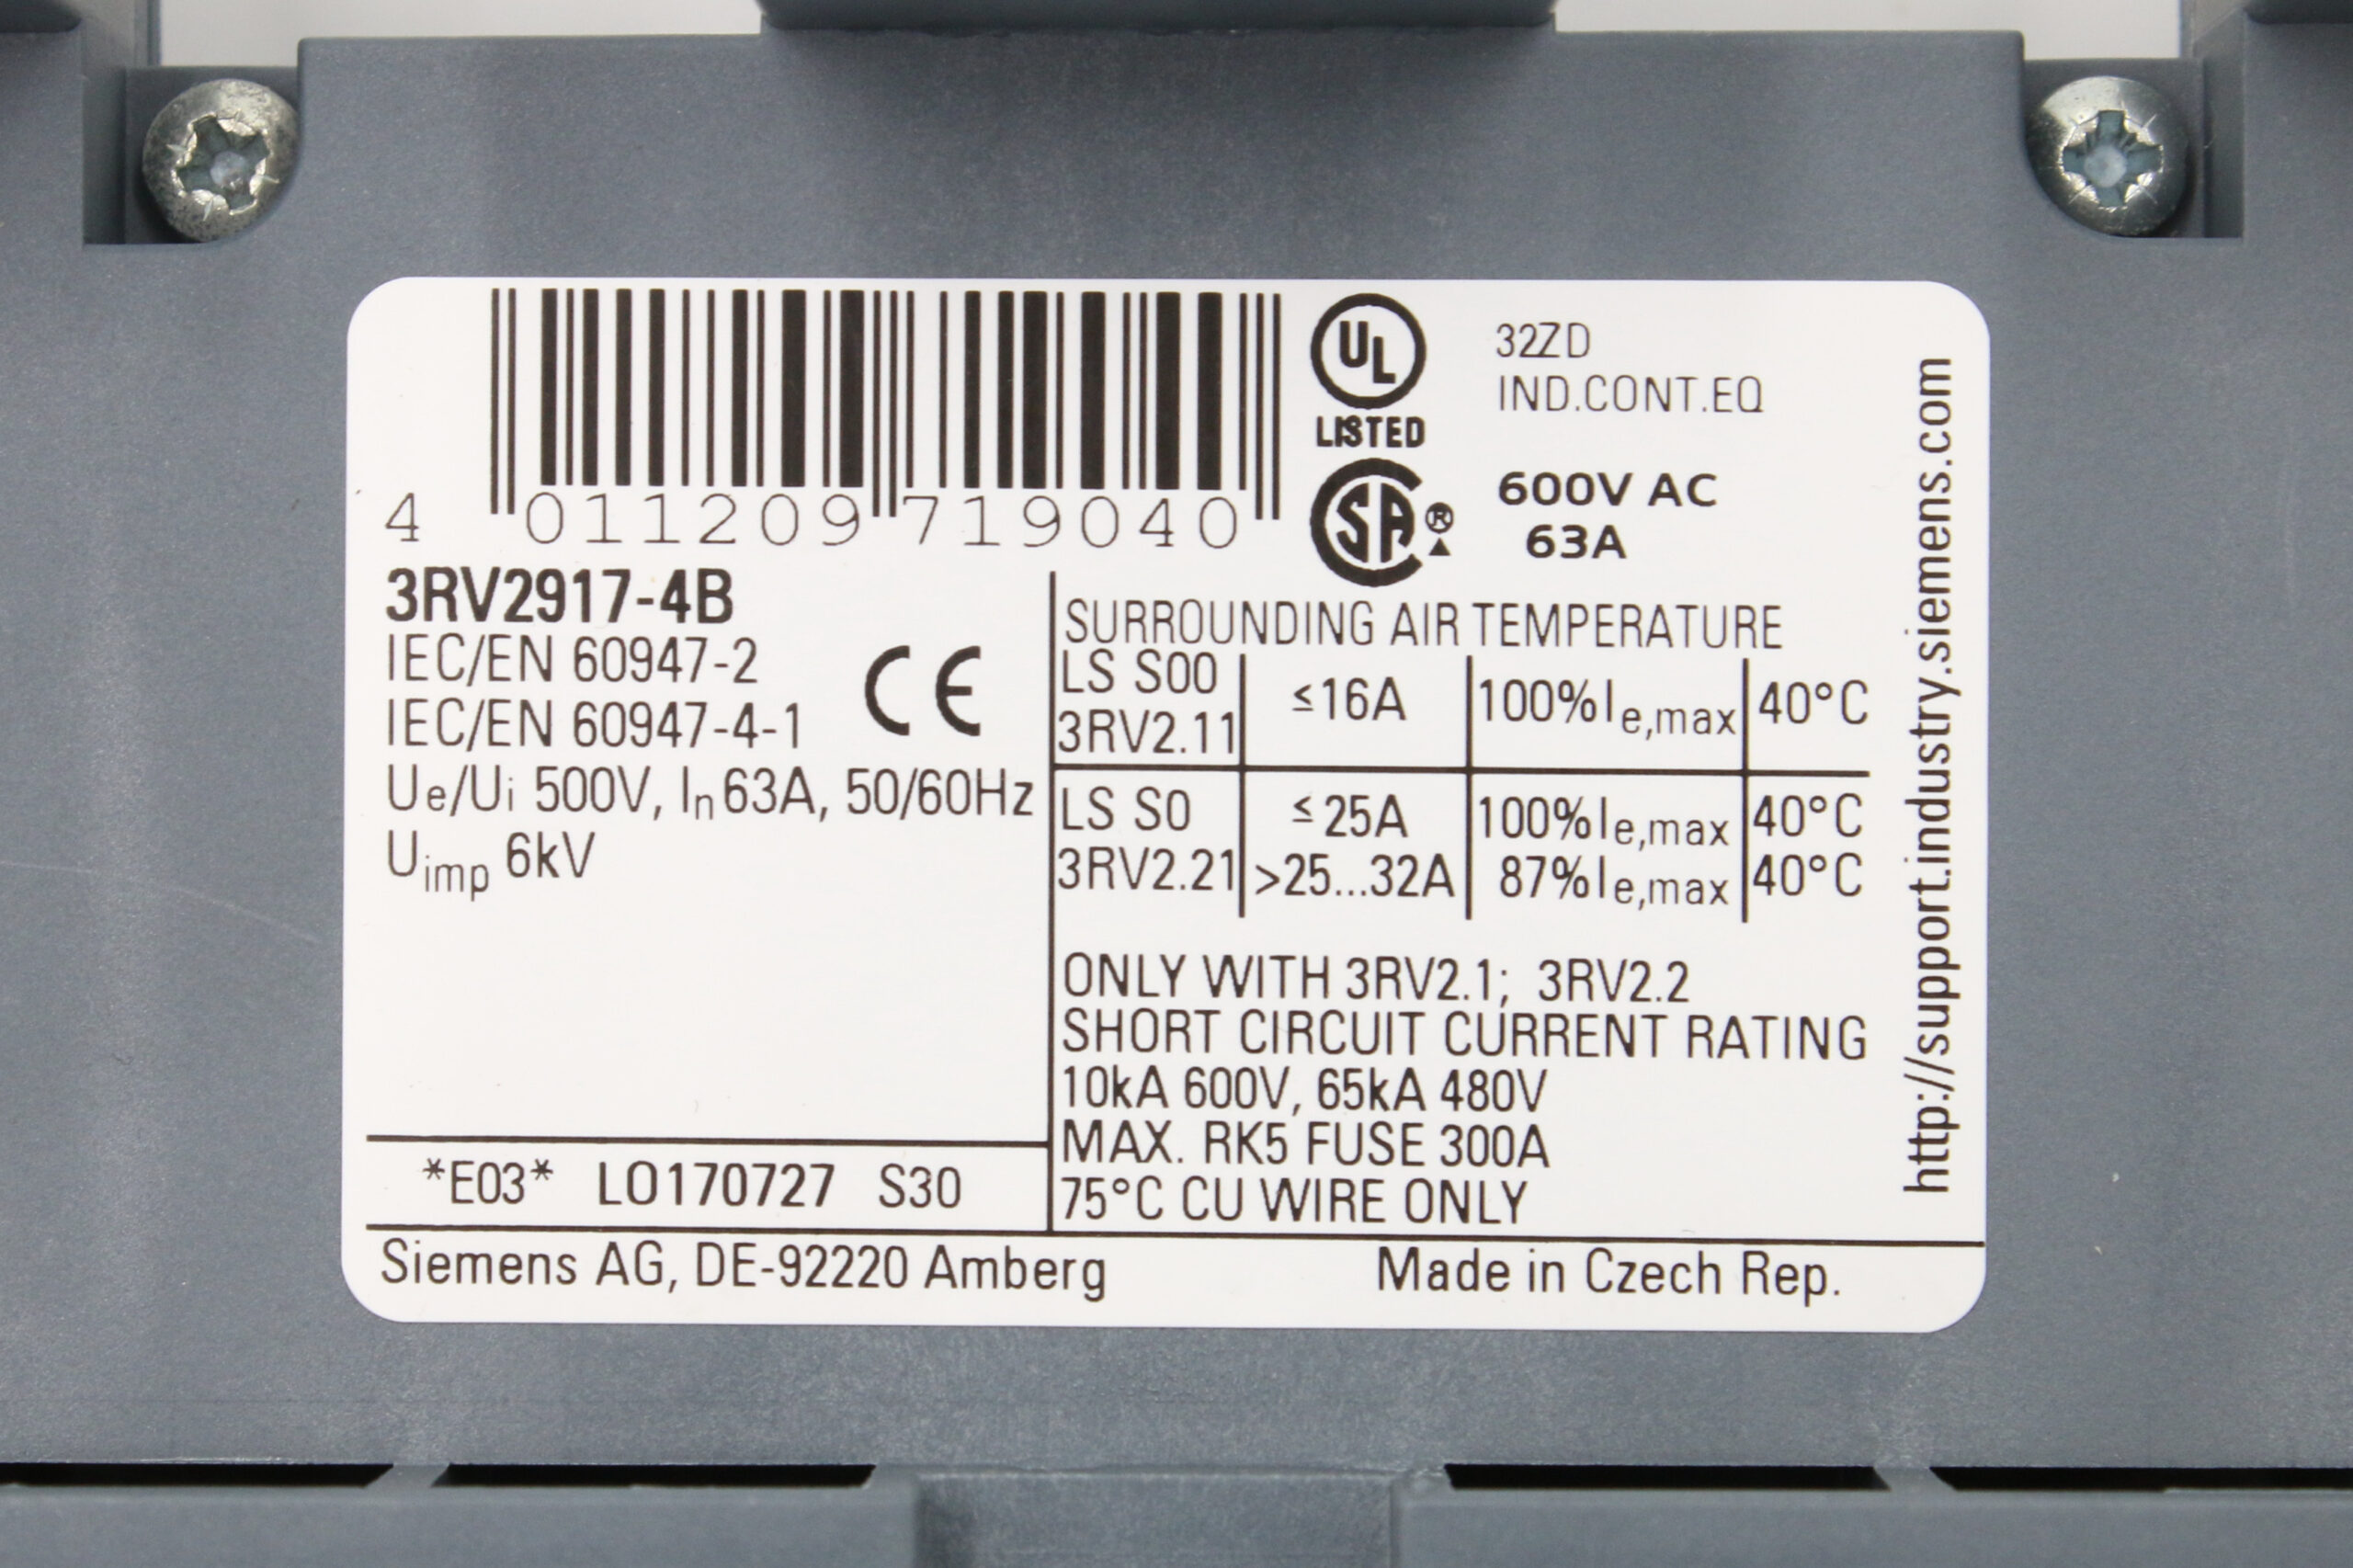 4 011209 719040
UL
LISTED
SA®
32ZD
IND.CONT.EQ
600V AC
63A
3RV2917-4B
IEC/EN 60947-2
IEC/EN 60947-4-1
CE
Ue/Ui 500V, In 63A, 50/60Hz
Uimp 6kV
SURROUNDING AIR TEMPERATURE
LS S00 ≤16A 100%Ie,max 40°C
3RV2.11
LS S0 ≤25A 100%Ie,max 40°C
3RV2.21 >25...32A 87%Ie,max 40°C
ONLY WITH 3RV2.1; 3RV2.2
SHORT CIRCUIT CURRENT RATING
10kA 600V, 65kA 480V
MAX. RK5 FUSE 300A
75°C CU WIRE ONLY
*E03* LO170727 S30
Siemens AG, DE-92220 Amberg
Made in Czech Rep.
http://support.industry.siemens.com